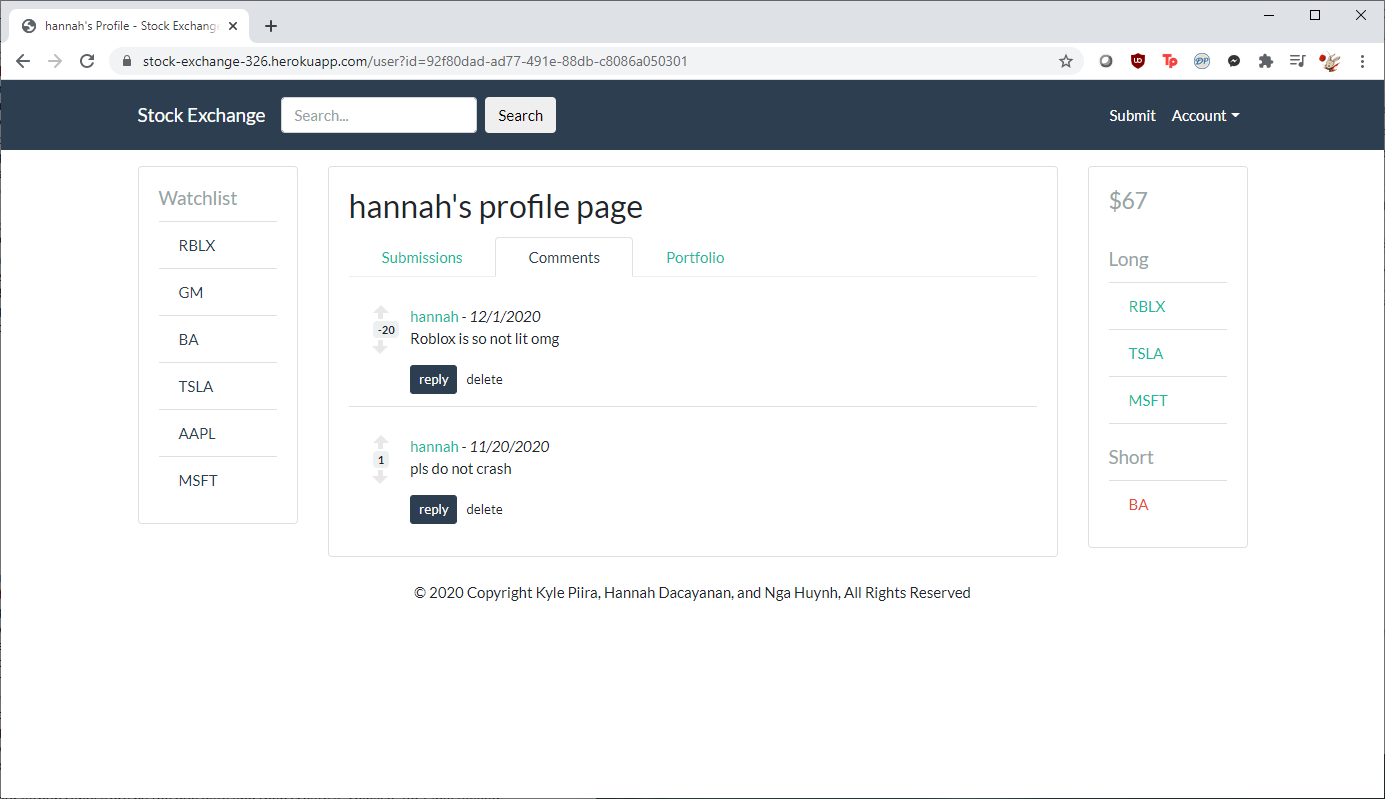 hannah's Profile - Stock Exchang
stock-exchange-326.herokuapp.com/user?id=92f80dad-ad77-491e-88db-c8086a050301
Stock Exchange Search... Search Submit Account
Watchlist
RBLX
GM
BA
TSLA
AAPL
MSFT
hannah's profile page
Submissions Comments Portfolio
hannah - 12/1/2020
-20
Roblox is so not lit omg
reply delete
hannah - 11/20/2020
1
pls do not crash
reply delete
$67
Long
RBLX
TSLA
MSFT
Short
BA
© 2020 Copyright Kyle Piira, Hannah Dacayanan, and Nga Huynh, All Rights Reserved